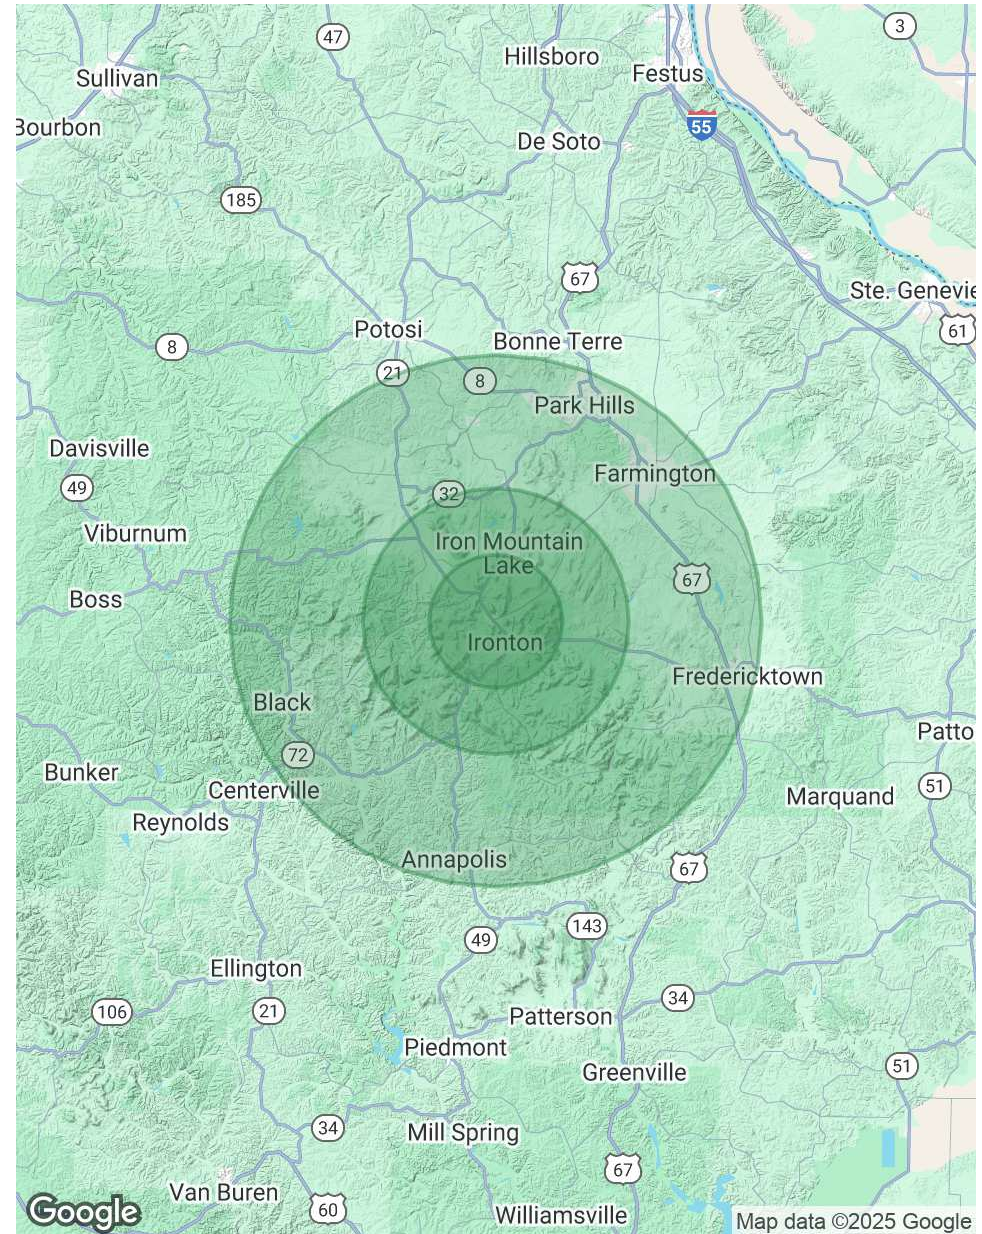 47
3
Hillsboro
Festus
Sullivan
Bourbon
55
De Soto
185
67
Ste. Genevie
61
Potosi
Bonne Terre
8
21
8
Park Hills
Davisville
Farmington
49
32
Viburnum
Iron Mountain
Lake
67
Boss
Ironton
Fredericktown
Black
Patto
72
Bunker
Centerville
51
Marquand
Reynolds
Annapolis
67
143
49
Ellington
34
106
21
Patterson
Piedmont
51
Greenville
34
Mill Spring
67
Van Buren
60
Williamsville
Google
Map data ©2025 Google